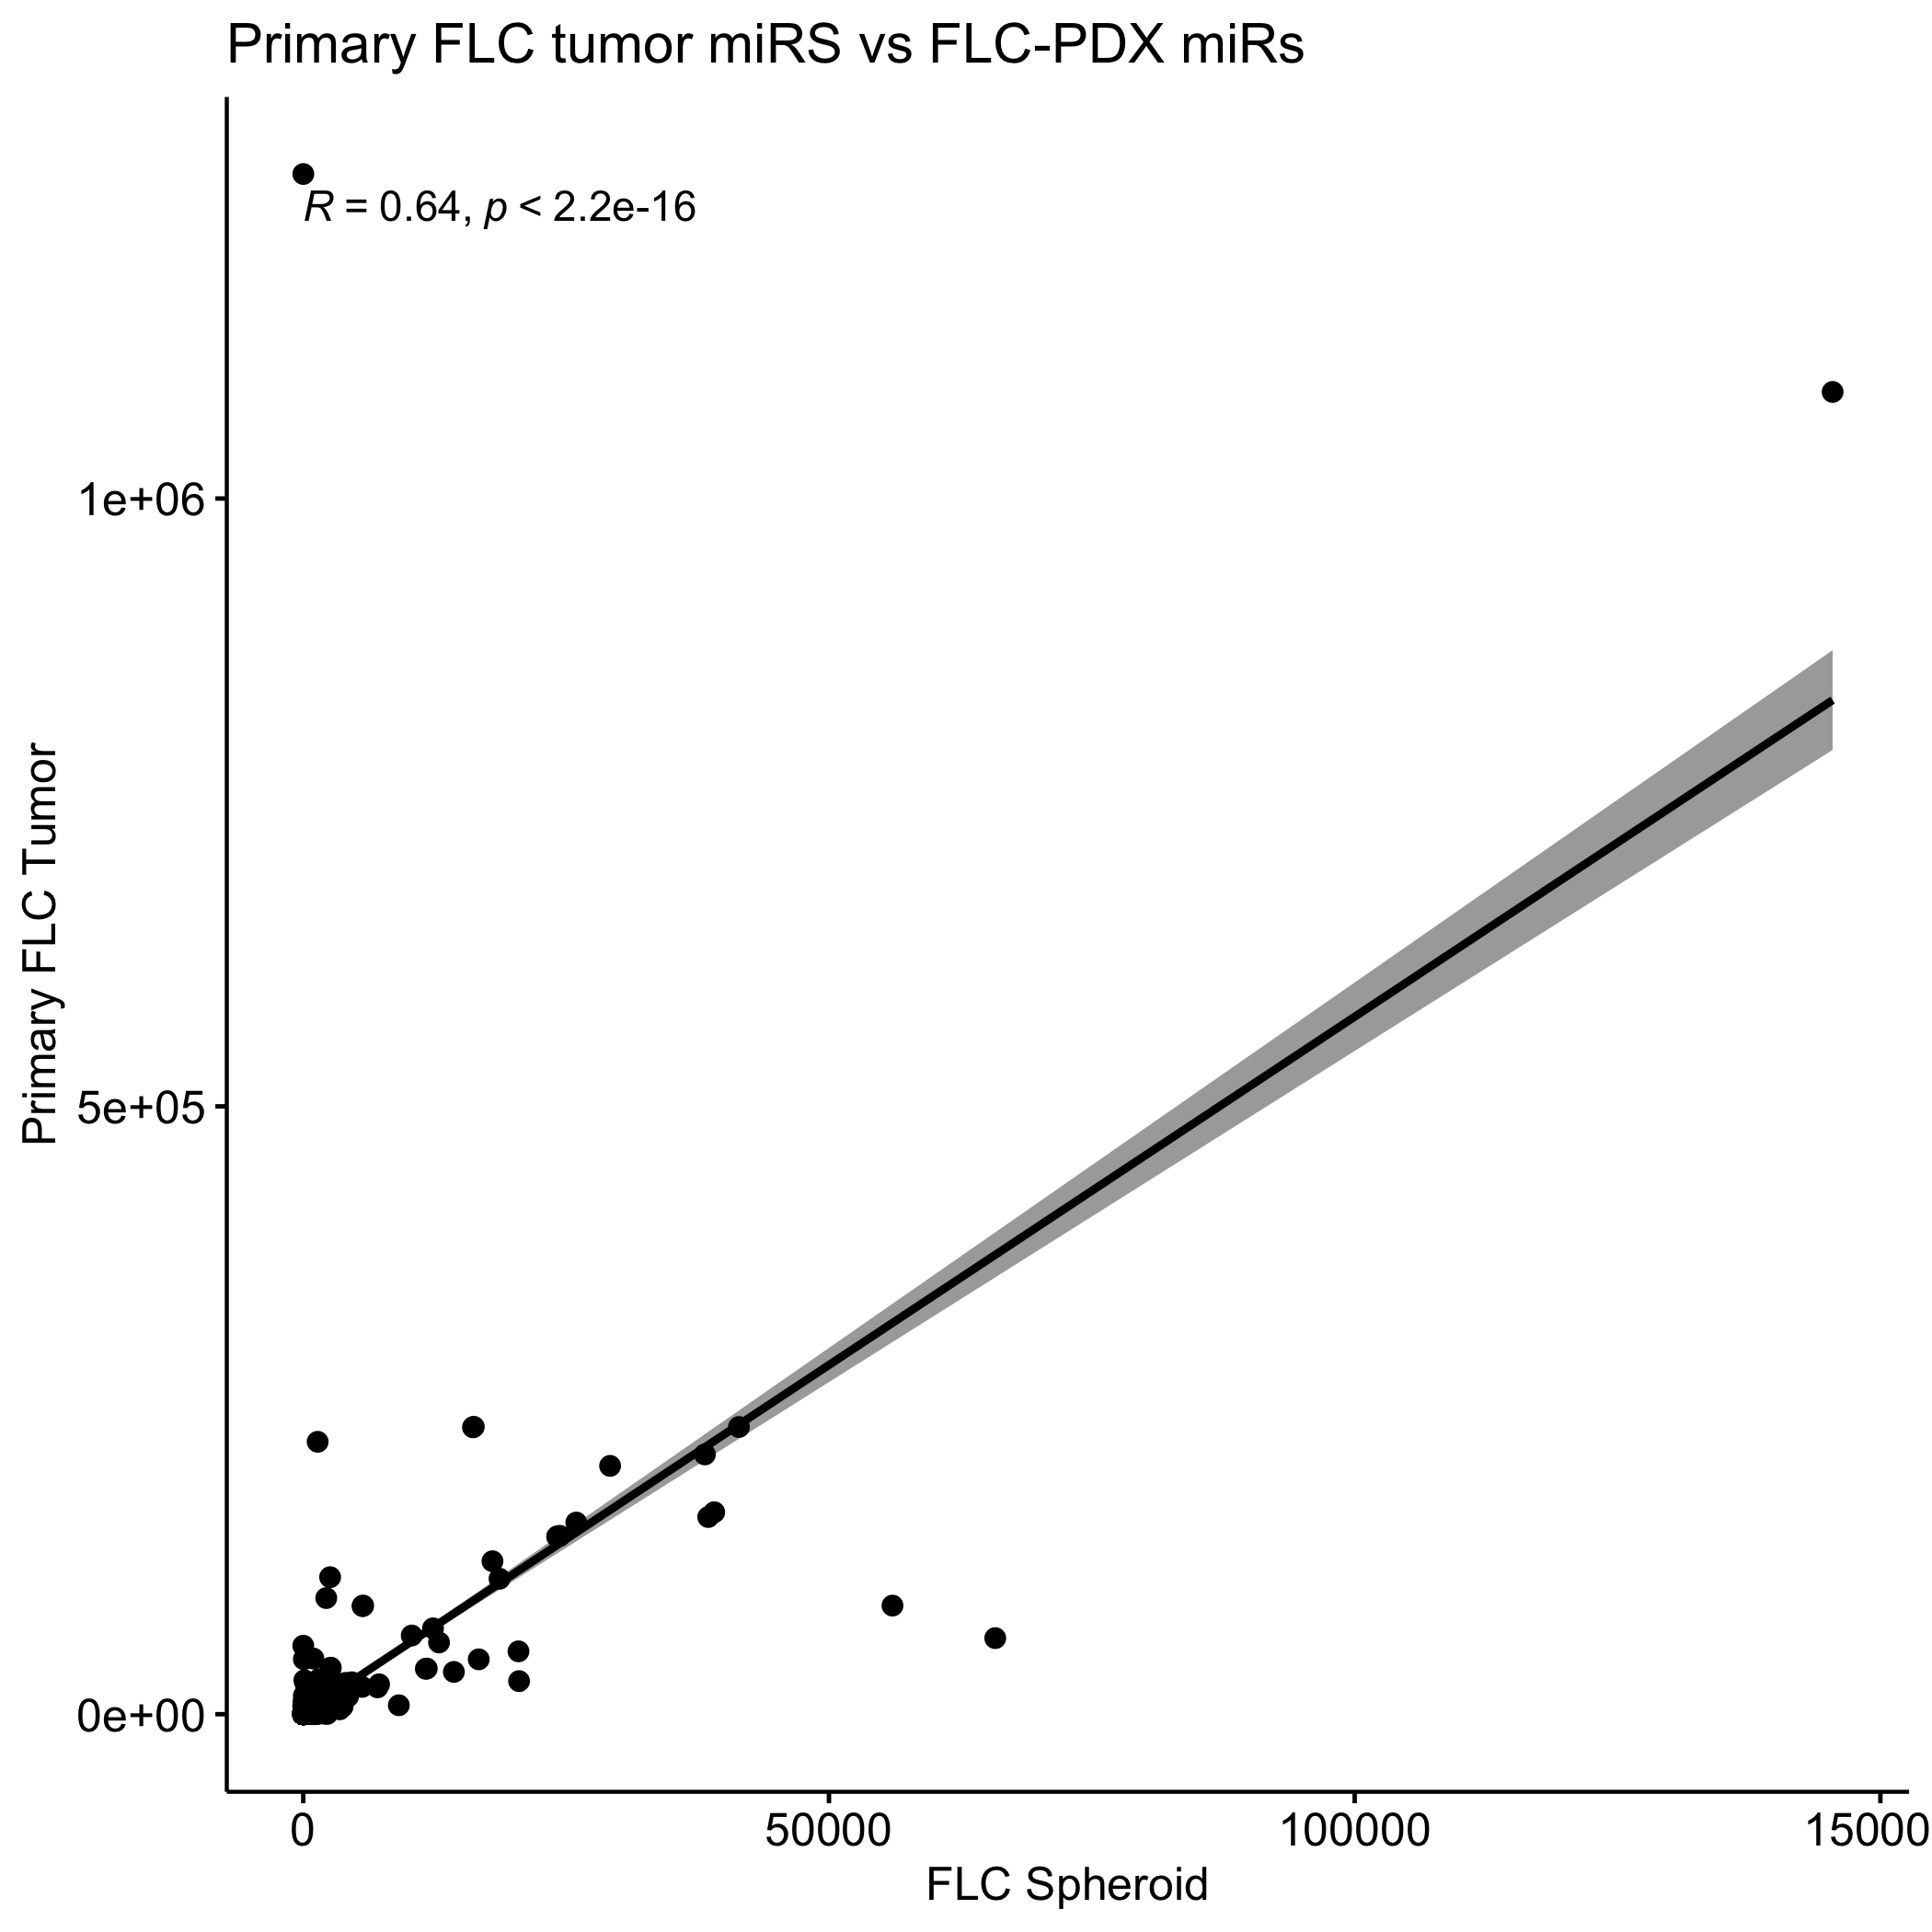 Primary FLC tumor miRS vs FLC-PDX miRs
R = 0.64, p < 2.2e-16
1e+06
5e+05
0e+00
Primary FLC Tumor
0
50000
100000
15000
FLC Spheroid